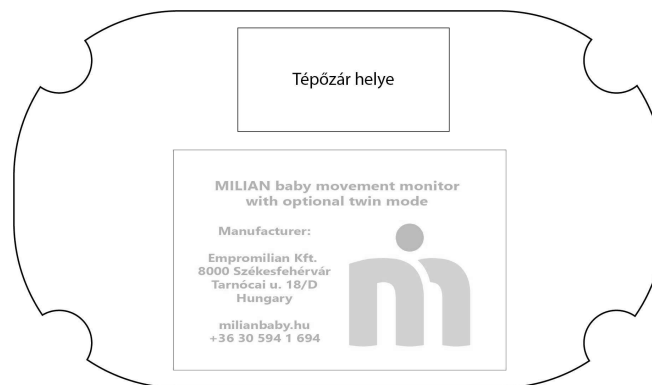 Tépőzár helye
MILIAN baby movement monitor
with optional twin mode
Manufacturer:
Empromilian Kft.
8000 Székesfehérvár
Tarnócai u. 18/D
Hungary
milianbaby.hu
+36 30 594 1 694